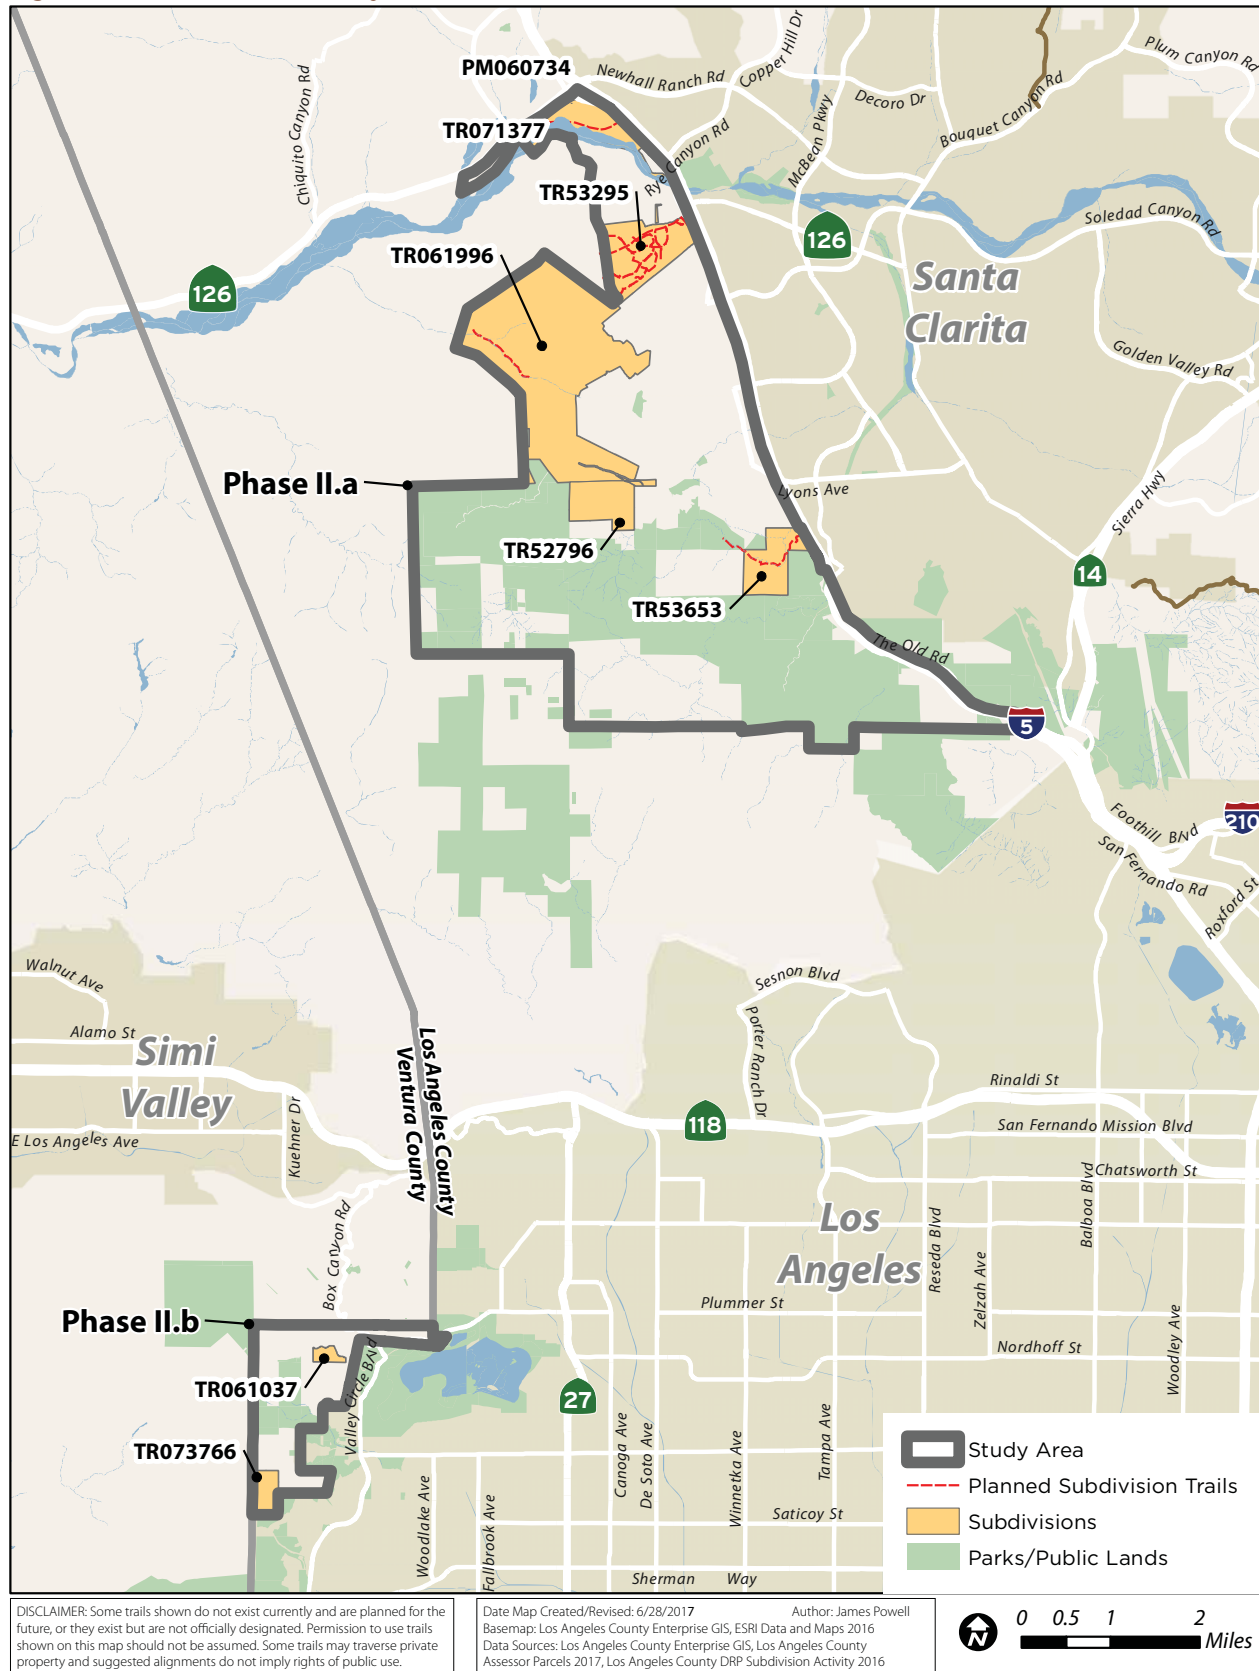 PM060734
Newhall Ranch Rd
Copper Hill Dr
Plum Canyon Rd
Decoro Dr
Chiquito Canyon Rd
TR071377
McBean Pkwy
Bouquet Canyon Rd
Rye Canyon Rd
TR53295
Soledad Canyon Rd
126
TR061996
126
Santa
Clarita
Golden Valley Rd
Phase II.a
Lyons Ave
Sierra Hwy
TR52796
14
TR53653
The Old Rd
5
Foothill Blvd
210
San Fernando Rd
Roxford St
Walnut Ave
Sesnon Blvd
Alamo St
Porter Ranch Dr
Simi
Valley
Los Angeles County
Ventura County
Rinaldi St
118
E Los Angeles Ave
Kuehner Dr
San Fernando Mission Blvd
Chatsworth St
Box Canyon Rd
Los
Angeles
Reseda Blvd
Balboa Blvd
Zelzah Ave
Plummer St
Phase II.b
Nordhoff St
Woodley Ave
TR061037
Valley Circle Blvd
27
Canoga Ave
De Soto Ave
Winnetka Ave
Tampa Ave
TR073766
Woodlake Ave
Fallbrook Ave
Saticoy St
Sherman Way
Study Area
Planned Subdivision Trails
Subdivisions
Parks/Public Lands
DISCLAIMER: Some trails shown do not exist currently and are planned for the
future, or they exist but are not officially designated. Permission to use trails
shown on this map should not be assumed. Some trails may traverse private
property and suggested alignments do not imply rights of public use.
Date Map Created/Revised: 6/28/2017 Author: James Powell
Basemap: Los Angeles County Enterprise GIS, ESRI Data and Maps 2016
Data Sources: Los Angeles County Enterprise GIS, Los Angeles County
Assessor Parcels 2017, Los Angeles County DRP Subdivision Activity 2016
N
0 0.5 1 2
Miles